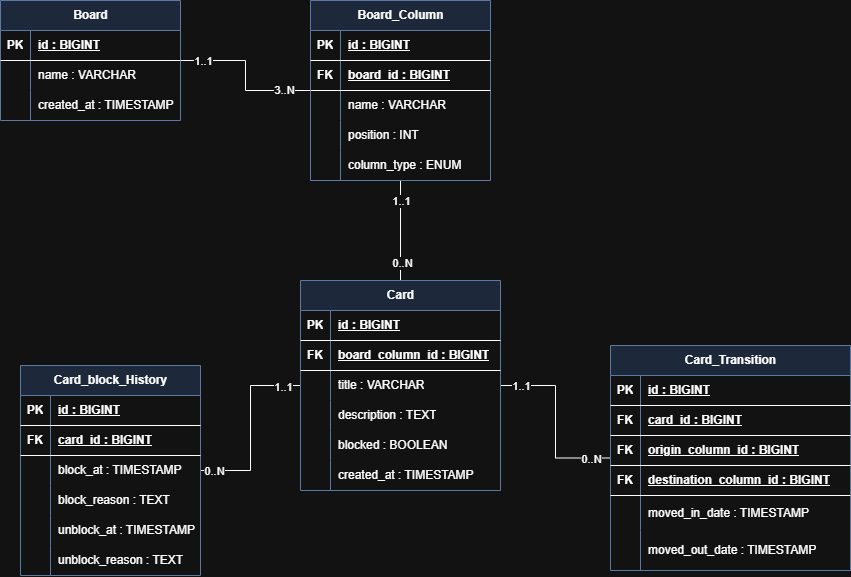 Board
PK id : BIGINT
name : VARCHAR
created_at : TIMESTAMP
1..1
3..N
Board_Column
PK id : BIGINT
FK board_id : BIGINT
name : VARCHAR
position : INT
column_type : ENUM
1..1
0..N
Card
PK id : BIGINT
FK board_column_id : BIGINT
title : VARCHAR
description : TEXT
blocked : BOOLEAN
created_at : TIMESTAMP
1..1
0..N
Card_block_History
PK id : BIGINT
FK card_id : BIGINT
block_at : TIMESTAMP
block_reason : TEXT
unblock_at : TIMESTAMP
unblock_reason : TEXT
1..1
0..N
Card_Transition
PK id : BIGINT
FK card_id : BIGINT
FK origin_column_id : BIGINT
FK destination_column_id : BIGINT
moved_in_date : TIMESTAMP
moved_out_date : TIMESTAMP